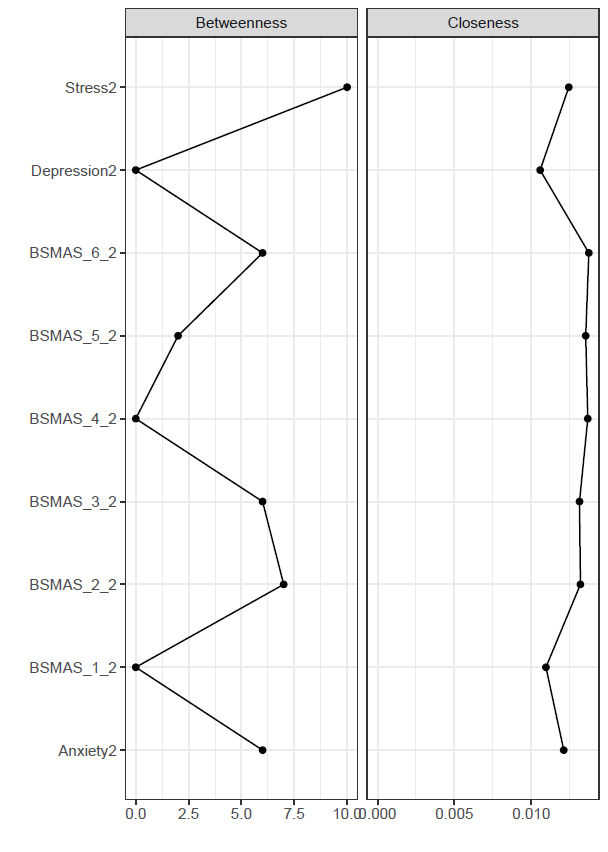 Betweenness Closeness
Stress2
Depression2
BSMAS_6_2
BSMAS_5_2
BSMAS_4_2
BSMAS_3_2
BSMAS_2_2
BSMAS_1_2
Anxiety2
0.0 2.5 5.0 7.5 10.0 0.000 0.005 0.010